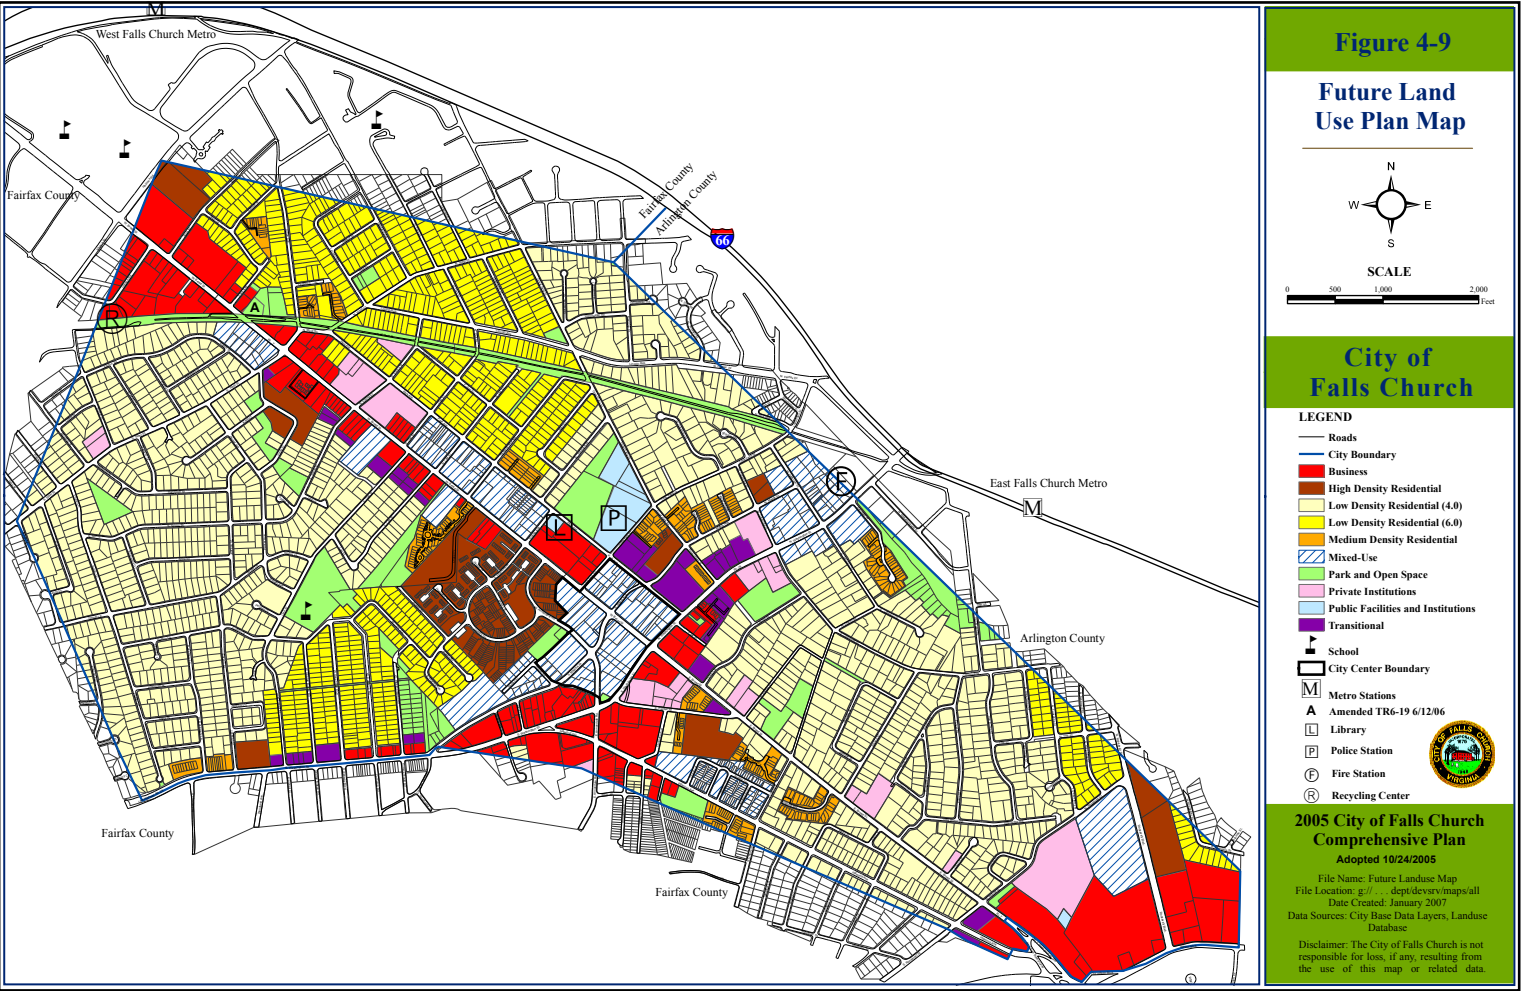 M
West Falls Church Metro
Fairfax County
Fairfax County
Arlington County
66
R
A
East Falls Church Metro
M
F
L
P
Arlington County
Fairfax County
Fairfax County
Figure 4-9
Future Land
Use Plan Map
N
W
E
S
SCALE
0 500 1,000 2,000
Feet
City of
Falls Church
LEGEND
Roads
City Boundary
Business
High Density Residential
Low Density Residential (4.0)
Low Density Residential (6.0)
Medium Density Residential
Mixed-Use
Park and Open Space
Private Institutions
Public Facilities and Institutions
Transitional
School
City Center Boundary
M Metro Stations
A Amended TR6-19 6/12/06
L Library
P Police Station
F Fire Station
R Recycling Center
CITY OF FALLS CHURCH
VIRGINIA
2005 City of Falls Church
Comprehensive Plan
Adopted 10/24/2005
File Name: Future Landuse Map
File Location: g:// . . . dept/devsrv/maps/all
Date Created: January 2007
Data Sources: City Base Data Layers, Landuse
Database
Disclaimer: The City of Falls Church is not
responsible for loss, if any, resulting from
the use of this map or related data.